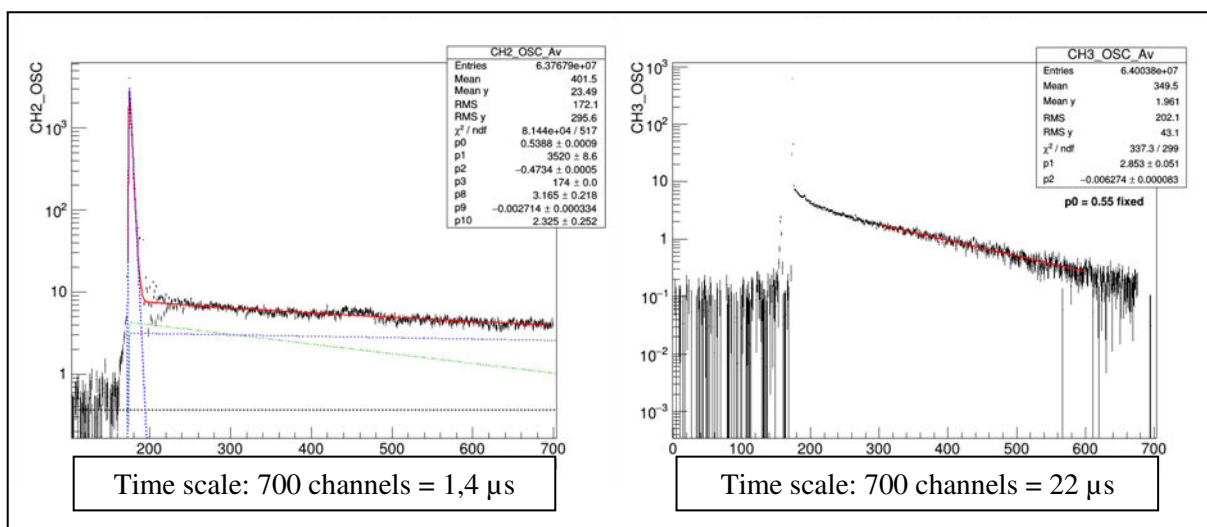 CH2_OSC_Av
Entries 6.37679e+07
Mean 401.5
Mean y 23.49
RMS 172.1
RMS y 295.6
χ² / ndf 8.144e+04 / 517
p0 0.5388 ± 0.0009
p1 3520 ± 8.6
p2 −0.4734 ± 0.0005
p3 174 ± 0.0
p8 3.165 ± 0.218
p9 −0.002714 ± 0.000334
p10 2.325 ± 0.252
CH2_OSC
10³
10²
10
1
200 300 400 500 600 700
Time scale: 700 channels = 1,4 µs
CH3_OSC_Av
Entries 6.40038e+07
Mean 349.5
Mean y 1.961
RMS 202.1
RMS y 43.1
χ² / ndf 337.3 / 299
p1 2.853 ± 0.051
p2 −0.006274 ± 0.000083
p0 = 0.55 fixed
CH3_OSC
10³
10²
10
1
10⁻¹
10⁻²
10⁻³
0 100 200 300 400 500 600 700
Time scale: 700 channels = 22 µs